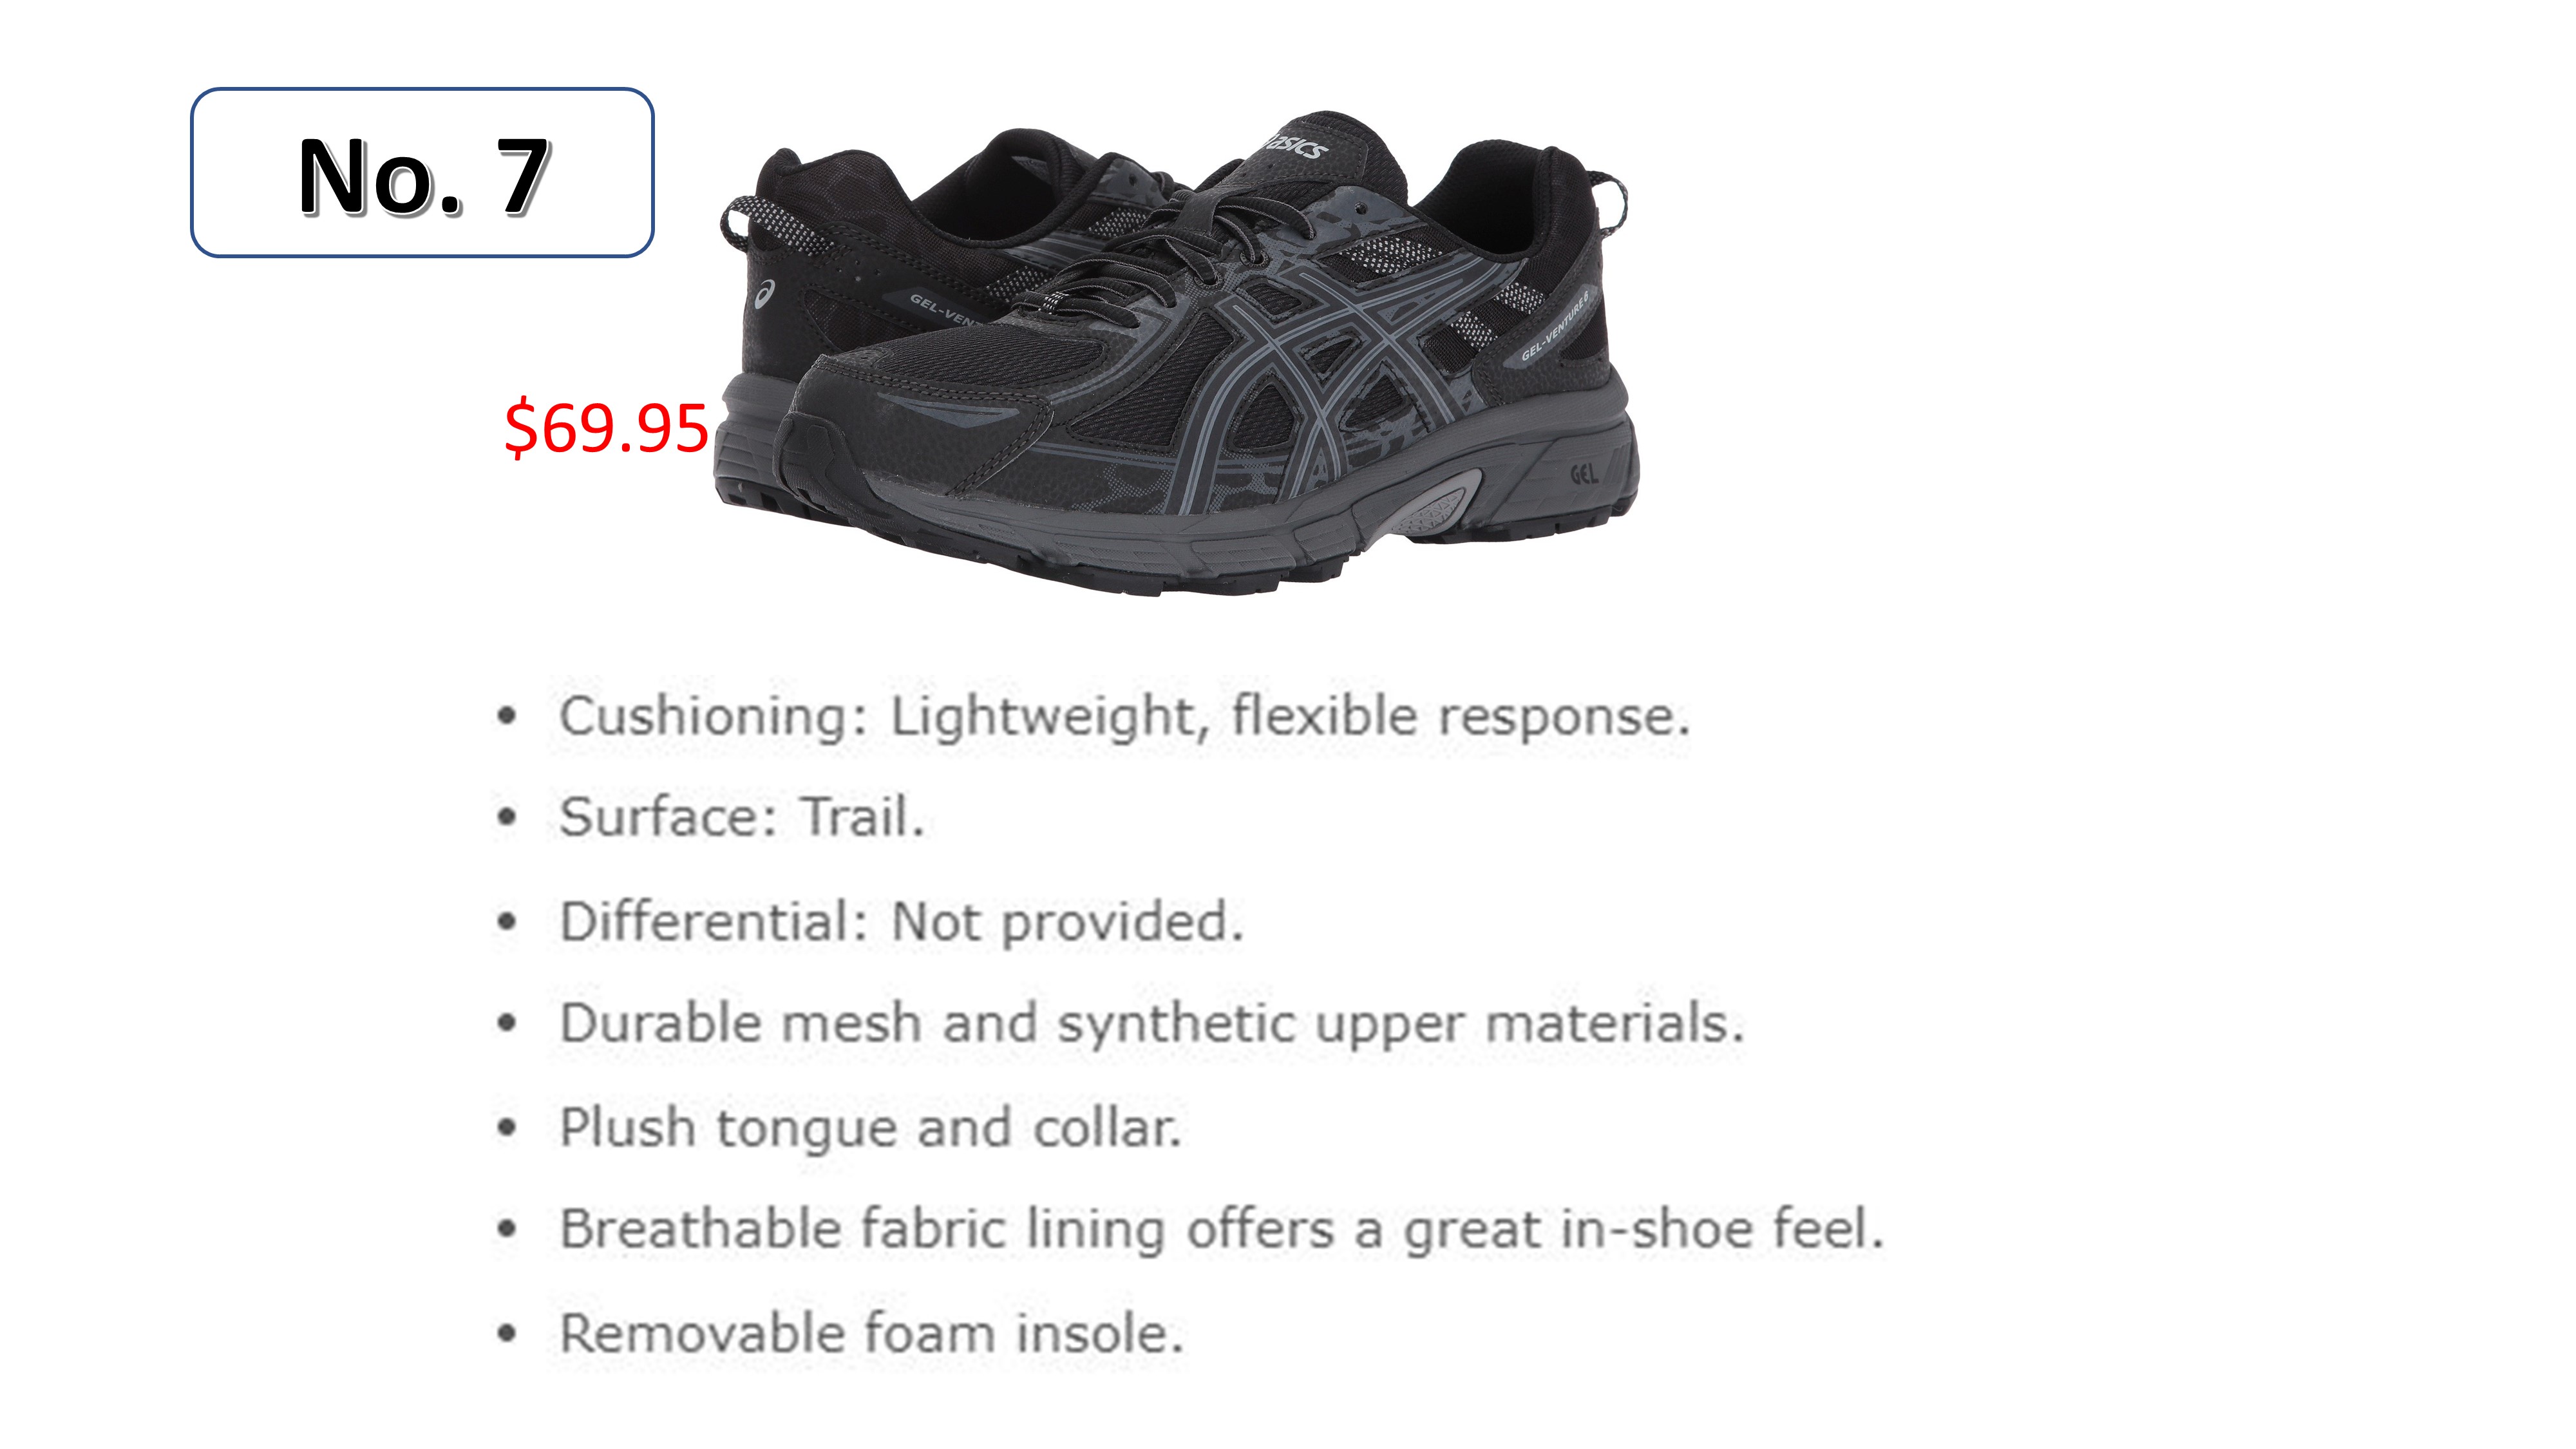 No. 7
asics
GEL-VEN
GEL-VENTURE 6
$69.95
GEL
• Cushioning: Lightweight, flexible response.
• Surface: Trail.
• Differential: Not provided.
• Durable mesh and synthetic upper materials.
• Plush tongue and collar.
• Breathable fabric lining offers a great in-shoe feel.
• Removable foam insole.